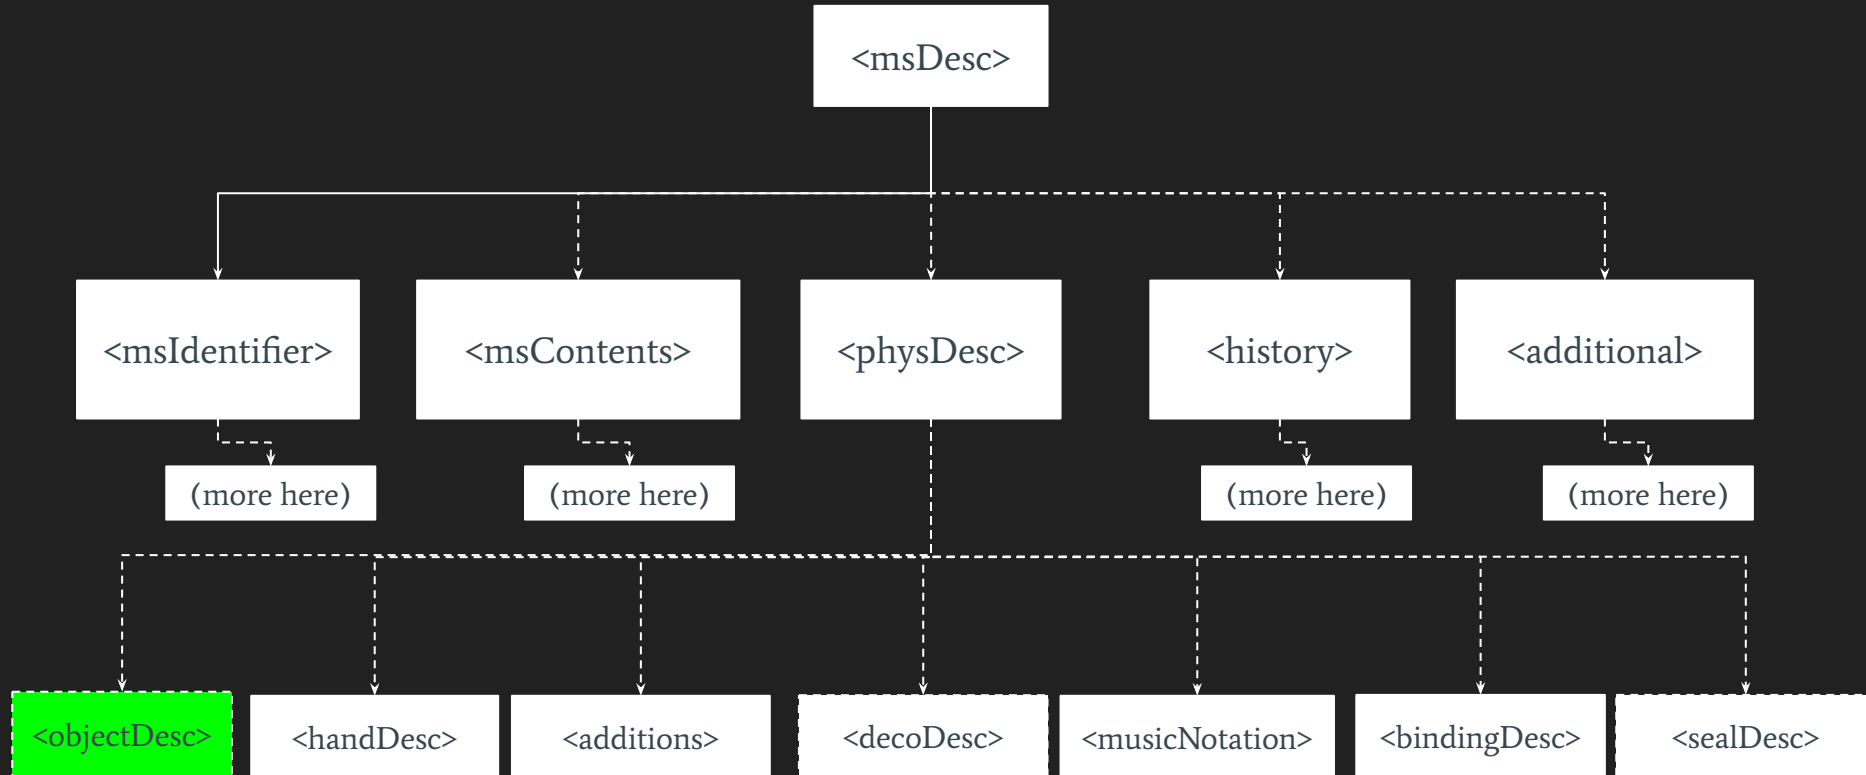 <msDesc>
<msIdentifier>
<msContents>
<physDesc>
<history>
<additional>
(more here)
(more here)
(more here)
(more here)
<objectDesc>
<handDesc>
<additions>
<decoDesc>
<musicNotation>
<bindingDesc>
<sealDesc>